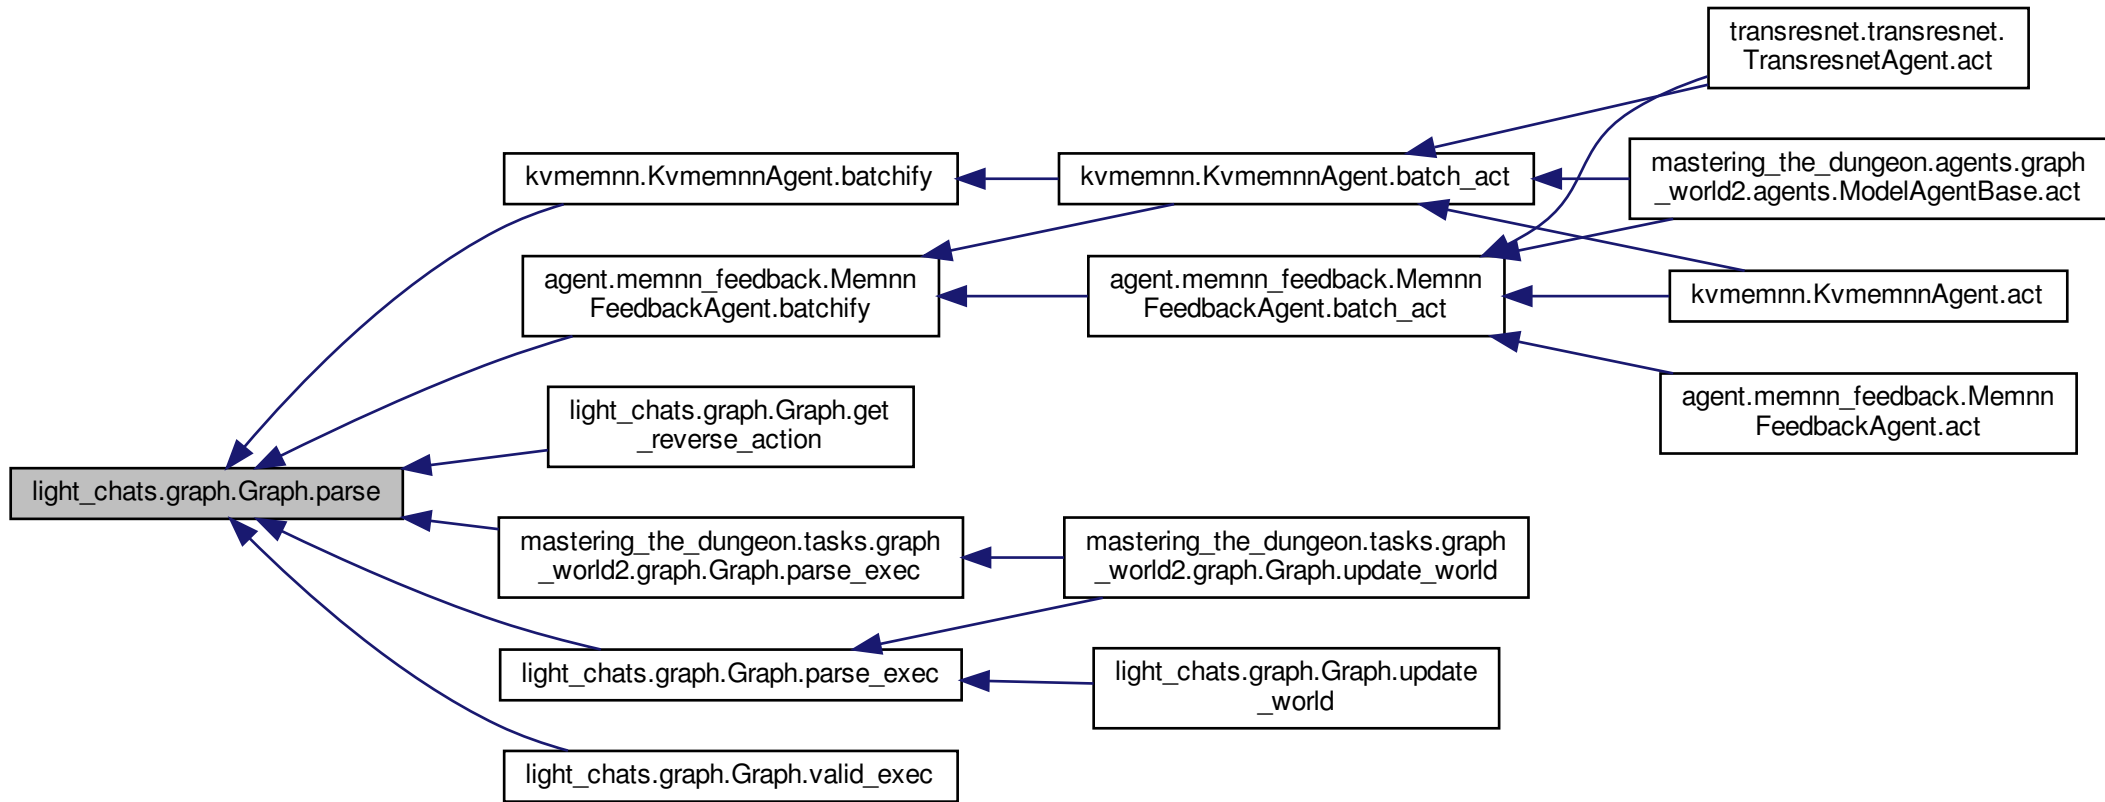 transresnet.transresnet.
TransresnetAgent.act
kvmemnn.KvmemnnAgent.batchify
kvmemnn.KvmemnnAgent.batch_act
mastering_the_dungeon.agents.graph
_world2.agents.ModelAgentBase.act
agent.memnn_feedback.Memnn
FeedbackAgent.batchify
agent.memnn_feedback.Memnn
FeedbackAgent.batch_act
kvmemnn.KvmemnnAgent.act
agent.memnn_feedback.Memnn
FeedbackAgent.act
light_chats.graph.Graph.get
_reverse_action
light_chats.graph.Graph.parse
mastering_the_dungeon.tasks.graph
_world2.graph.Graph.parse_exec
mastering_the_dungeon.tasks.graph
_world2.graph.Graph.update_world
light_chats.graph.Graph.parse_exec
light_chats.graph.Graph.update
_world
light_chats.graph.Graph.valid_exec